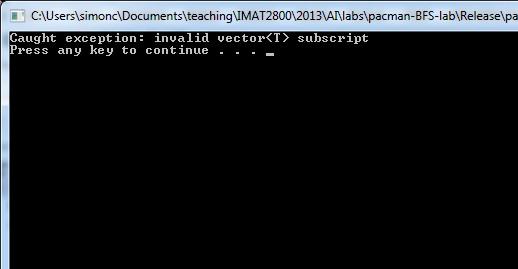 C:\Users\simonc\Documents\teaching\IMAT2800\2013\AI\labs\pacman-BFS-lab\Release\pa
Caught exception: invalid vector<T> subscript
Press any key to continue . . . _